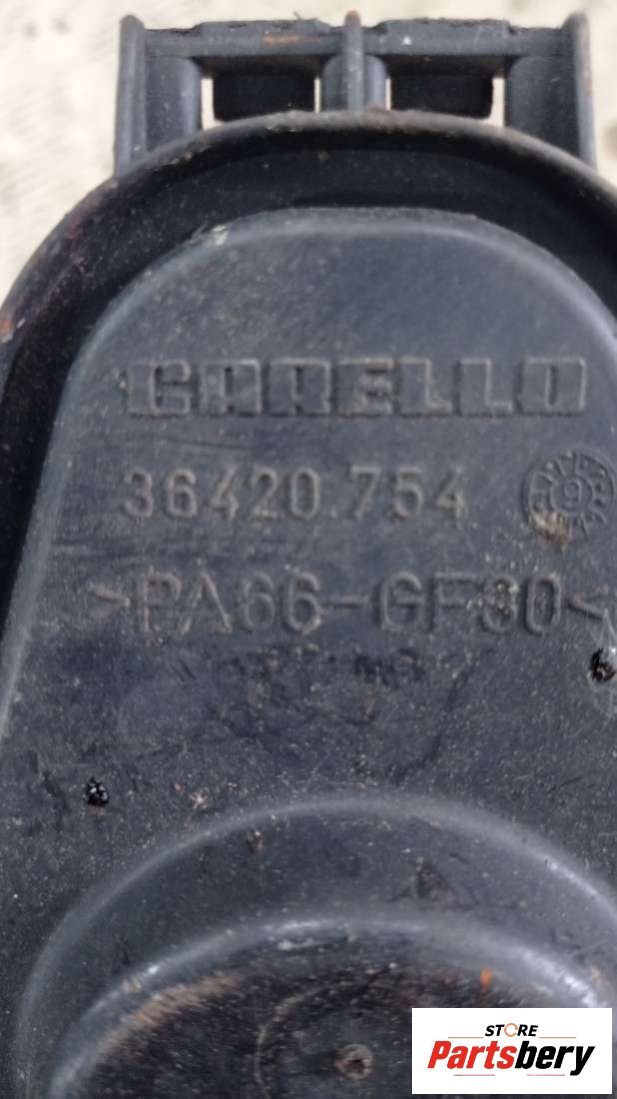 CARELLO
36420.754
>PA66-GF30<
STORE
Partsbery